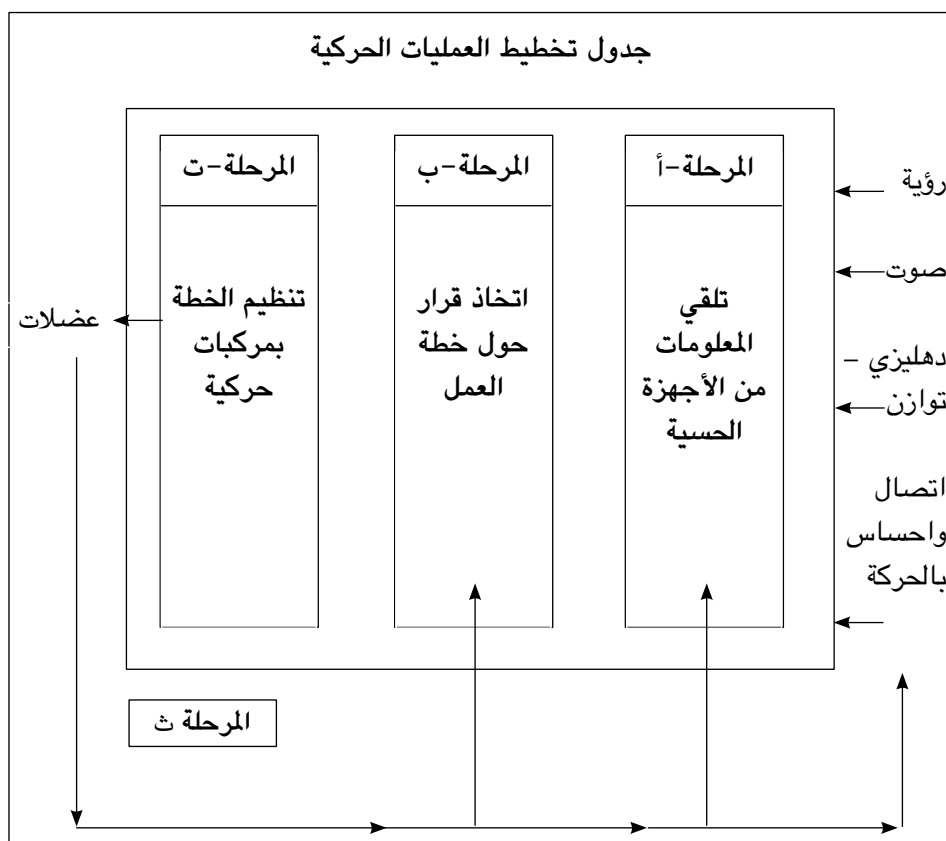 جدول تخطيط العمليات الحركية
المرحلة-أ
تلقي
المعلومات
من الأجهزة
الحسية
المرحلة-ب
اتخاذ قرار
حول خطة
العمل
المرحلة-ت
تنظيم الخطة
بمركبات
حركية
رؤية
صوت
دهليزي –
توازن
اتصال
واحساس
بالحركة
عضلات
المرحلة ث